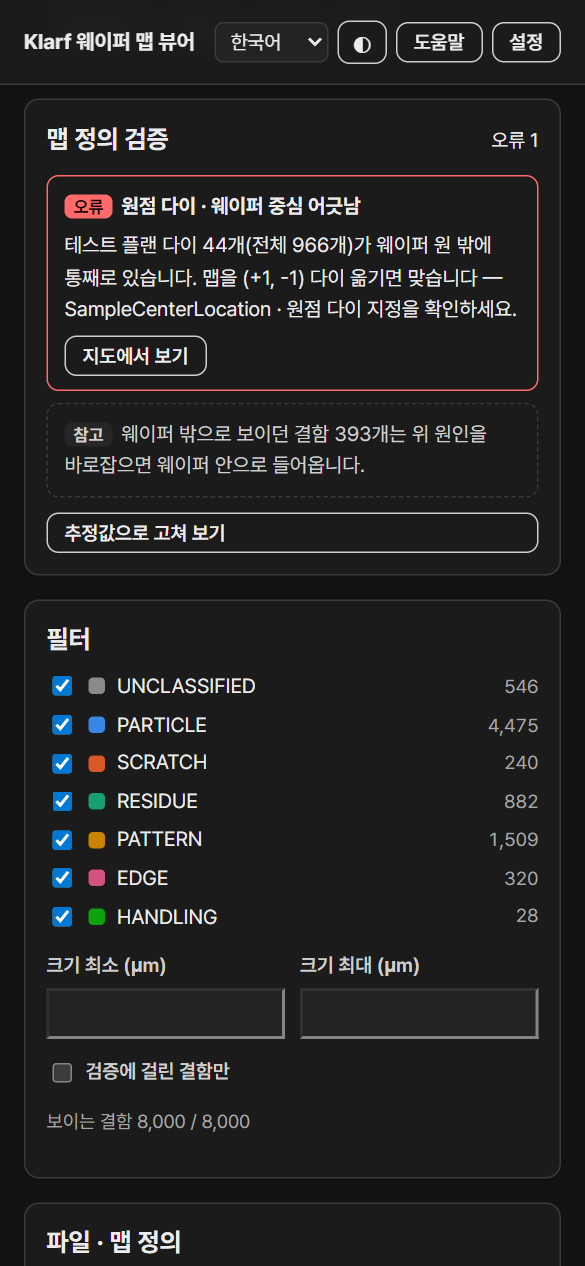 Klarf 웨이퍼 맵 뷰어 한국어 도움말 설정
맵 정의 검증 오류 1
오류 원점 다이 · 웨이퍼 중심 어긋남
테스트 플랜 다이 44개(전체 966개)가 웨이퍼 원 밖에
통째로 있습니다. 맵을 (+1, -1) 다이 옮기면 맞습니다 —
SampleCenterLocation · 원점 다이 지정을 확인하세요.
지도에서 보기
참고 웨이퍼 밖으로 보이던 결함 393개는 위 원인을
바로잡으면 웨이퍼 안으로 들어옵니다.
추정값으로 고쳐 보기
필터
UNCLASSIFIED 546
PARTICLE 4,475
SCRATCH 240
RESIDUE 882
PATTERN 1,509
EDGE 320
HANDLING 28
크기 최소 (µm) 크기 최대 (µm)
검증에 걸린 결함만
보이는 결함 8,000 / 8,000
파일 · 맵 정의